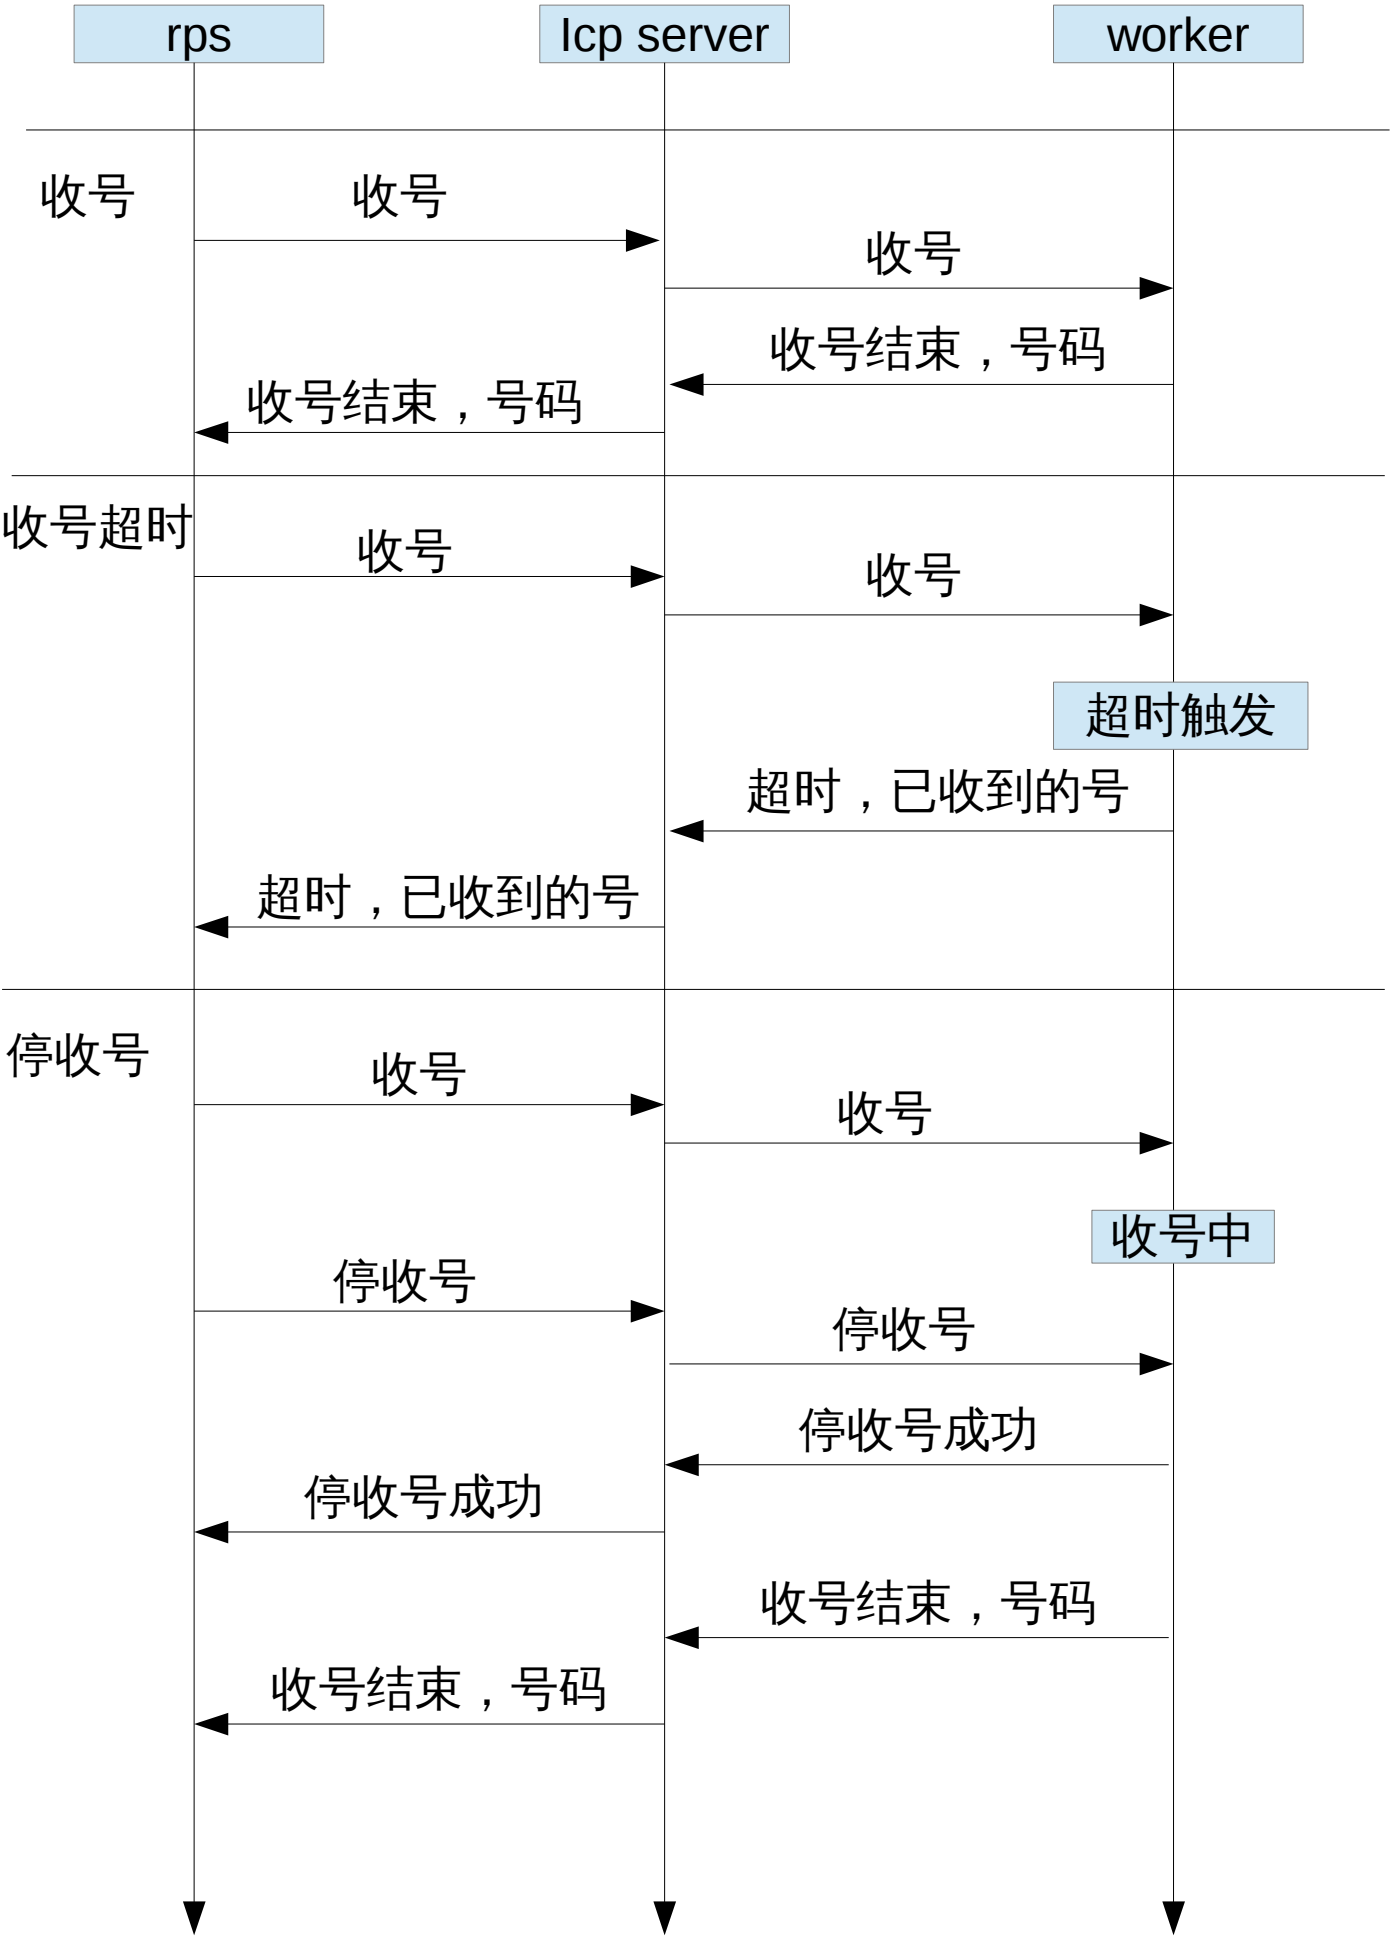 rps
Icp server
worker
收号
收号
收号
收号结束，号码
收号结束，号码
收号超时
收号
收号
超时触发
超时，已收到的号
超时，已收到的号
停收号
收号
收号
收号中
停收号
停收号
停收号成功
停收号成功
收号结束，号码
收号结束，号码